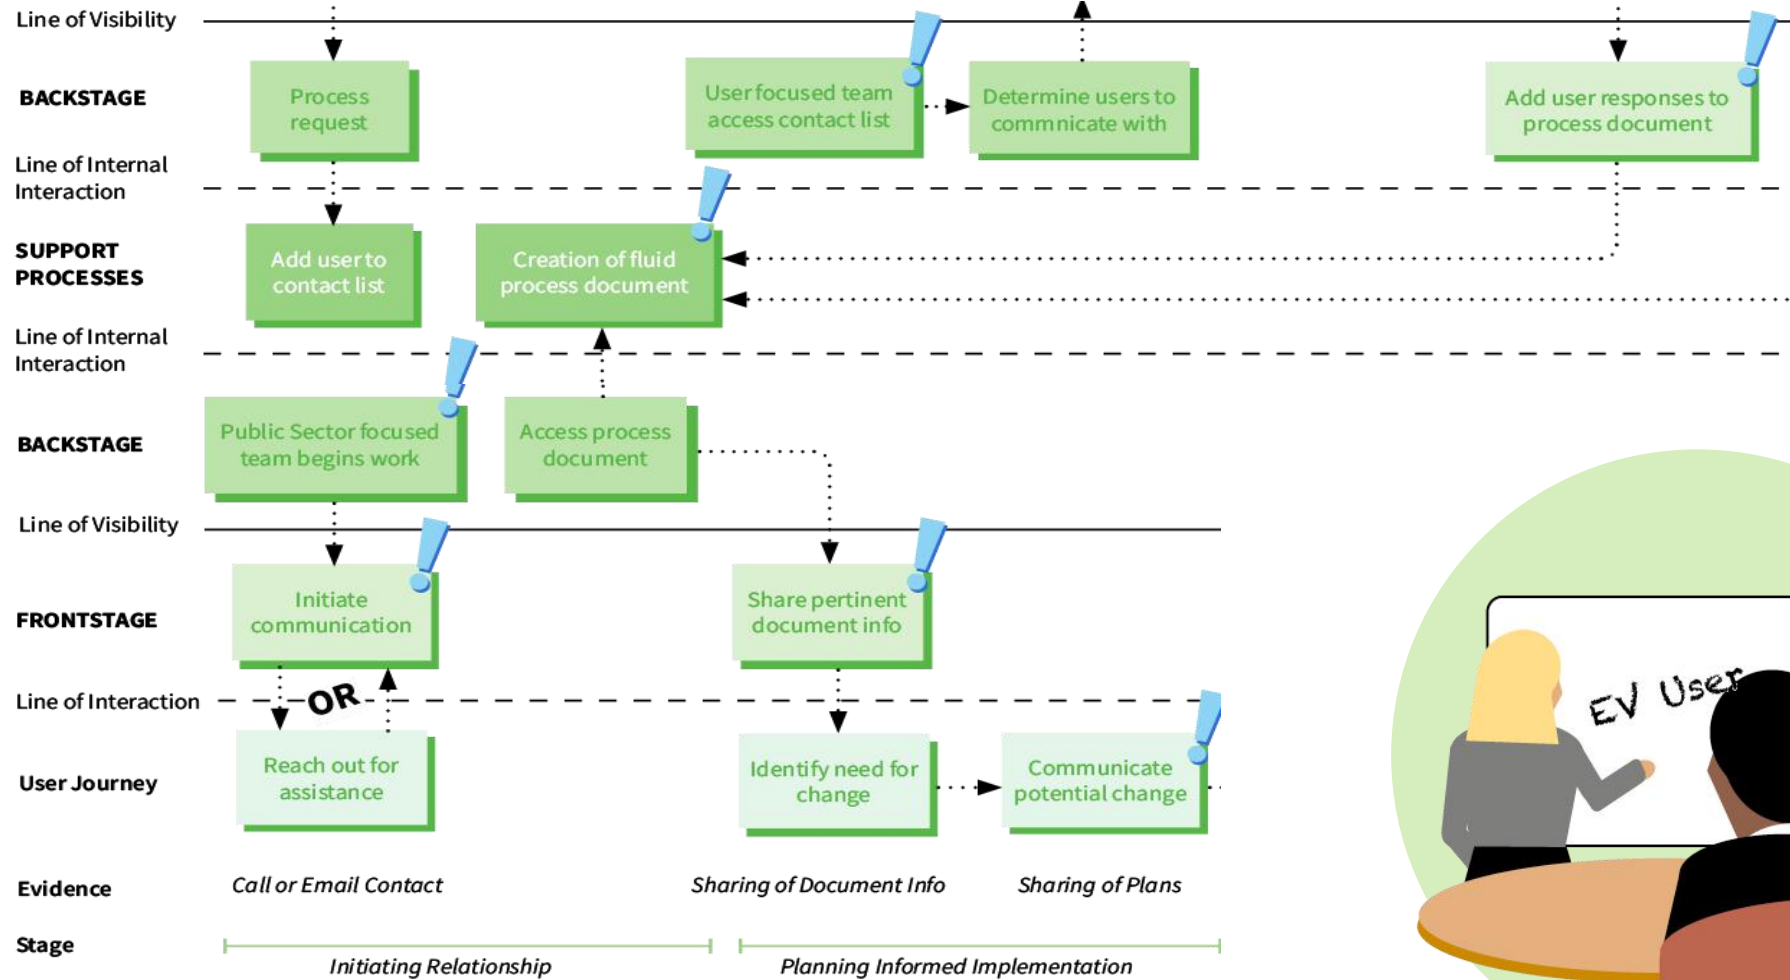 Line of Visibility
BACKSTAGE
Process
request
User focused team
access contact list
Determine users to
commnicate with
Add user responses to
process document
Line of Internal
Interaction
SUPPORT
PROCESSES
Add user to
contact list
Creation of fluid
process document
Line of Internal
Interaction
BACKSTAGE
Public Sector focused
team begins work
Access process
document
Line of Visibility
FRONTSTAGE
Initiate
communication
Share pertinent
document info
Line of Interaction
OR
User Journey
Reach out for
assistance
Identify need for
change
Communicate
potential change
EV User
Evidence
Call or Email Contact
Sharing of Document Info
Sharing of Plans
Stage
Initiating Relationship
Planning Informed Implementation